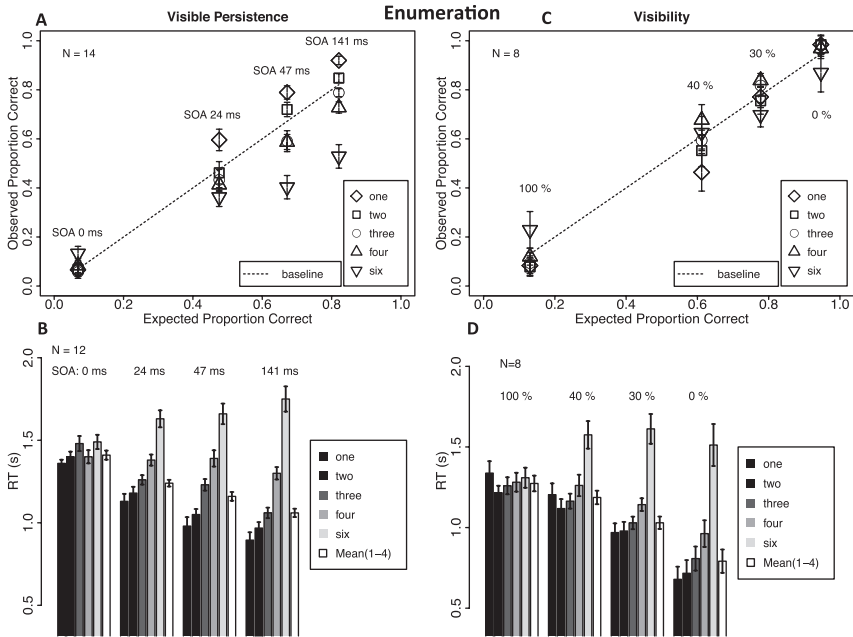 Enumeration
A
Visible Persistence
N = 14
SOA 0 ms
SOA 24 ms
SOA 47 ms
SOA 141 ms
Observed Proportion Correct
1.0
0.8
0.6
0.4
0.2
0.0
one
two
three
four
six
baseline
0.0 0.2 0.4 0.6 0.8 1.0
Expected Proportion Correct
C
Visibility
N = 8
100 %
40 %
30 %
0 %
Observed Proportion Correct
1.0
0.8
0.6
0.4
0.2
0.0
one
two
three
four
six
baseline
0.0 0.2 0.4 0.6 0.8 1.0
Expected Proportion Correct
B
N = 12
SOA: 0 ms 24 ms 47 ms 141 ms
RT (s)
2.0
1.5
1.0
0.5
one
two
three
four
six
Mean(1–4)
D
N=8
100 % 40 % 30 % 0 %
RT (s)
2.0
1.5
1.0
0.5
one
two
three
four
six
Mean(1–4)